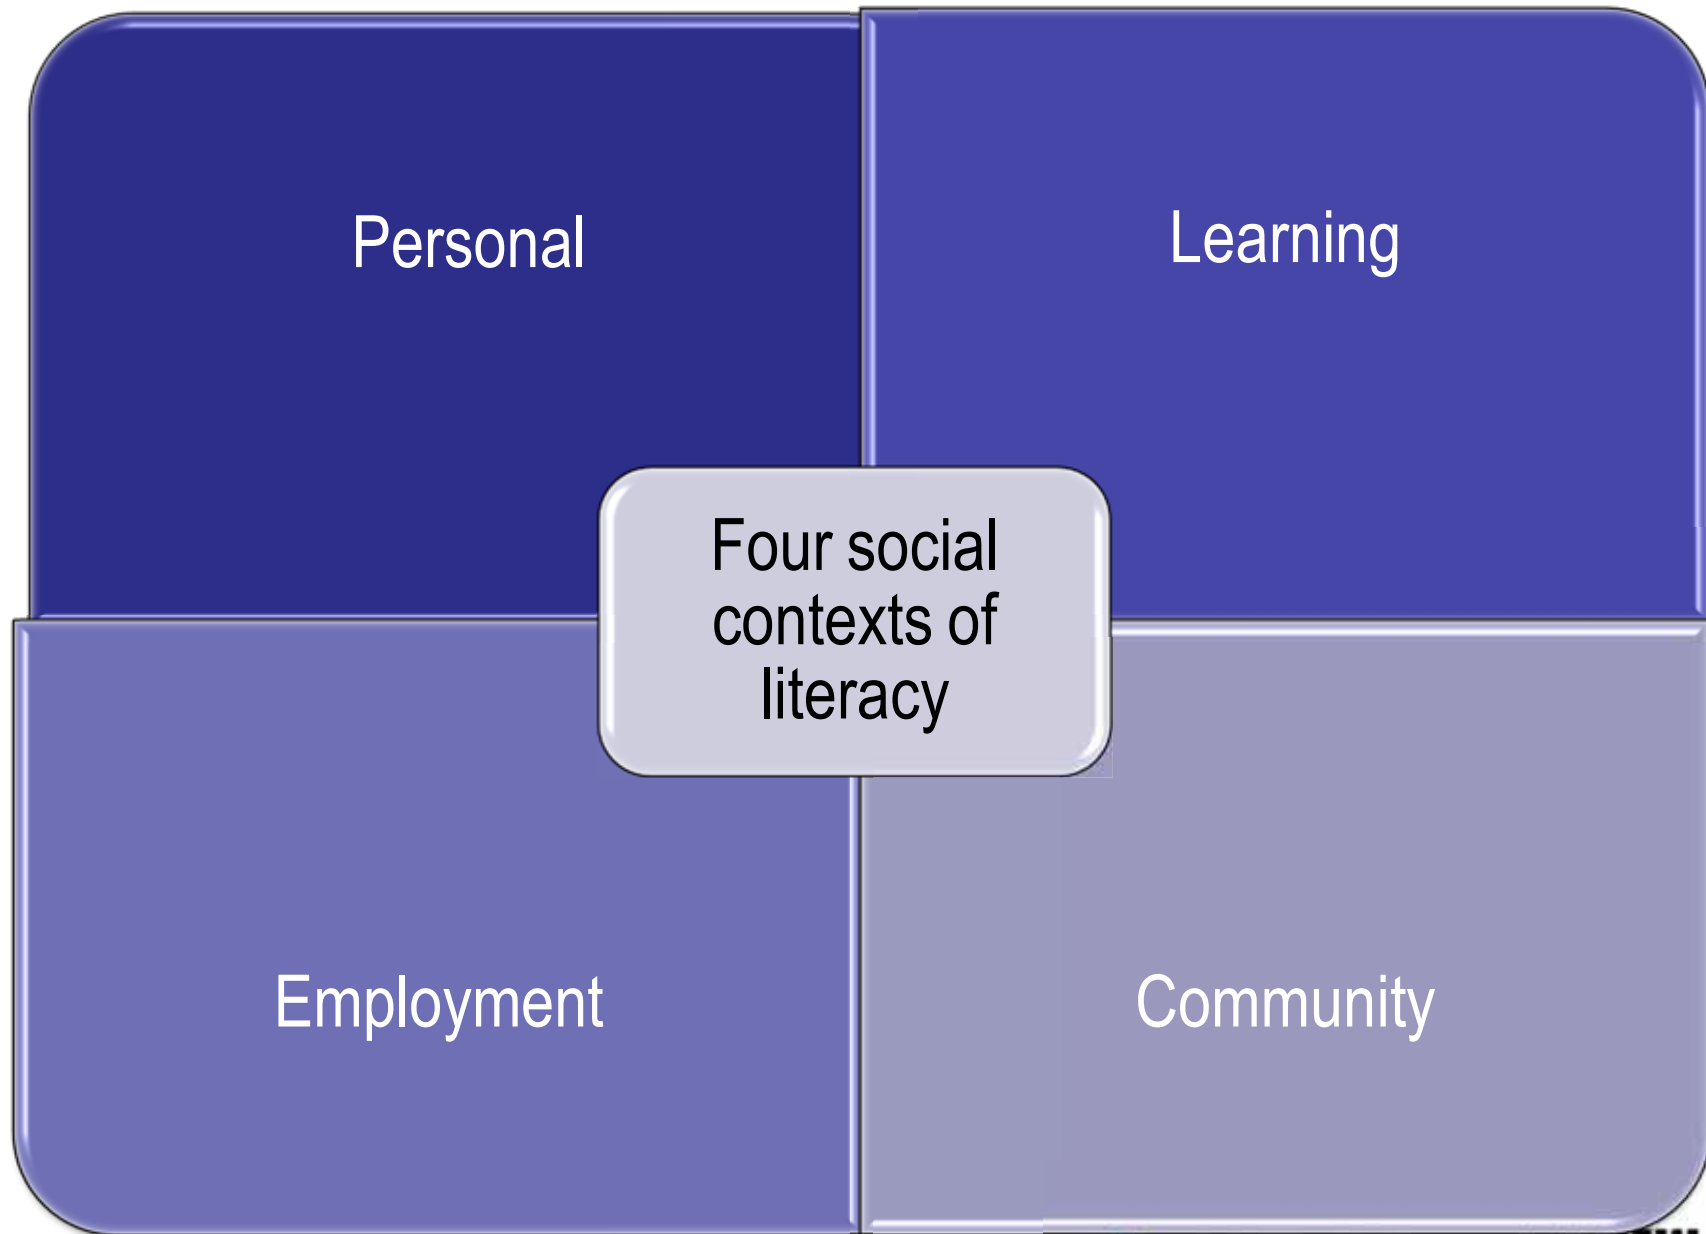 Personal
Learning
Four social
contexts of
literacy
Employment
Community